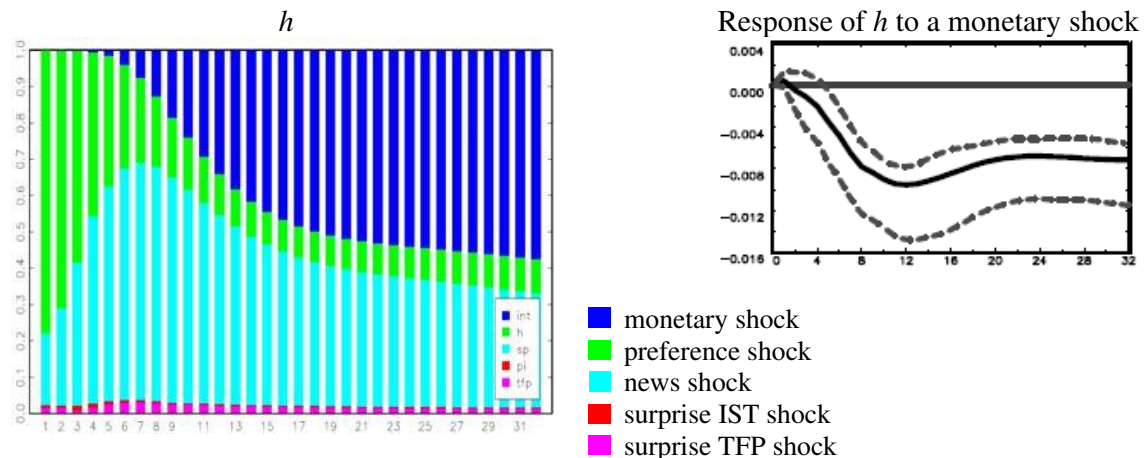 h
1.0
0.9
0.8
0.7
0.6
0.5
0.4
0.3
0.2
0.1
0.0
1 2 3 4 5 6 7 8 9 11 13 15 17 19 21 23 25 27 29 31
int
h
sp
pi
tfp
Response of h to a monetary shock
0.004
0.000
−0.004
−0.008
−0.012
−0.016
0 4 8 12 16 20 24 28 32
monetary shock
preference shock
news shock
surprise IST shock
surprise TFP shock